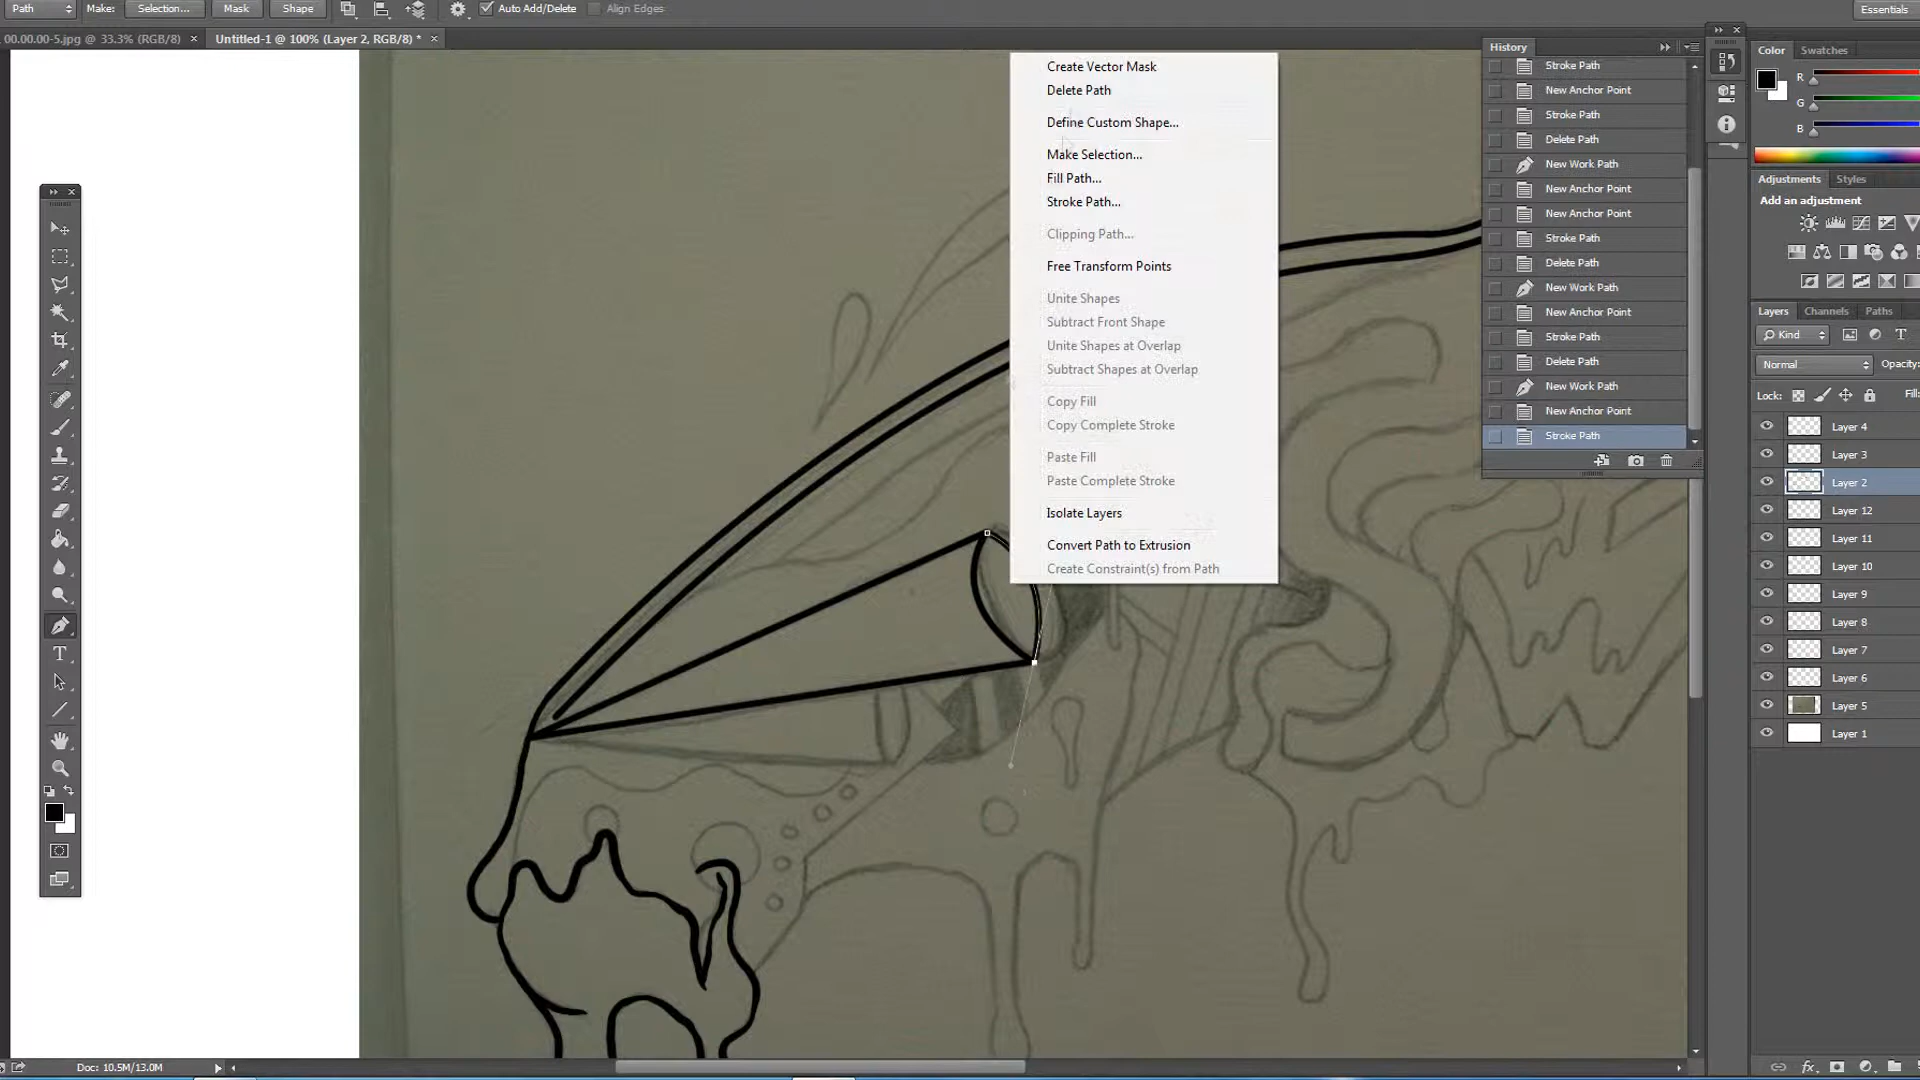 Path Make: Selection... Mask Shape Auto Add/Delete Align Edges Essentials
00.00.00-5.jpg @ 33.3% (RGB/8) × Untitled-1 @ 100% (Layer 2, RGB/8) * ×
Create Vector Mask
Delete Path
Define Custom Shape...
Make Selection...
Fill Path...
Stroke Path...
Clipping Path...
Free Transform Points
Unite Shapes
Subtract Front Shape
Unite Shapes at Overlap
Subtract Shapes at Overlap
Copy Fill
Copy Complete Stroke
Paste Fill
Paste Complete Stroke
Isolate Layers
Convert Path to Extrusion
Create Constraint(s) from Path
History
Stroke Path
New Anchor Point
Stroke Path
Delete Path
New Work Path
New Anchor Point
New Anchor Point
Stroke Path
Delete Path
New Work Path
New Anchor Point
Stroke Path
Delete Path
New Work Path
New Anchor Point
Stroke Path
Color Swatches
R
G
B
Adjustments Styles
Add an adjustment
Layers Channels Paths
Kind
Normal Opacity:
Lock: Fill:
Layer 4
Layer 3
Layer 2
Layer 12
Layer 11
Layer 10
Layer 9
Layer 8
Layer 7
Layer 6
Layer 5
Layer 1
fx
Doc: 10.5M/13.0M